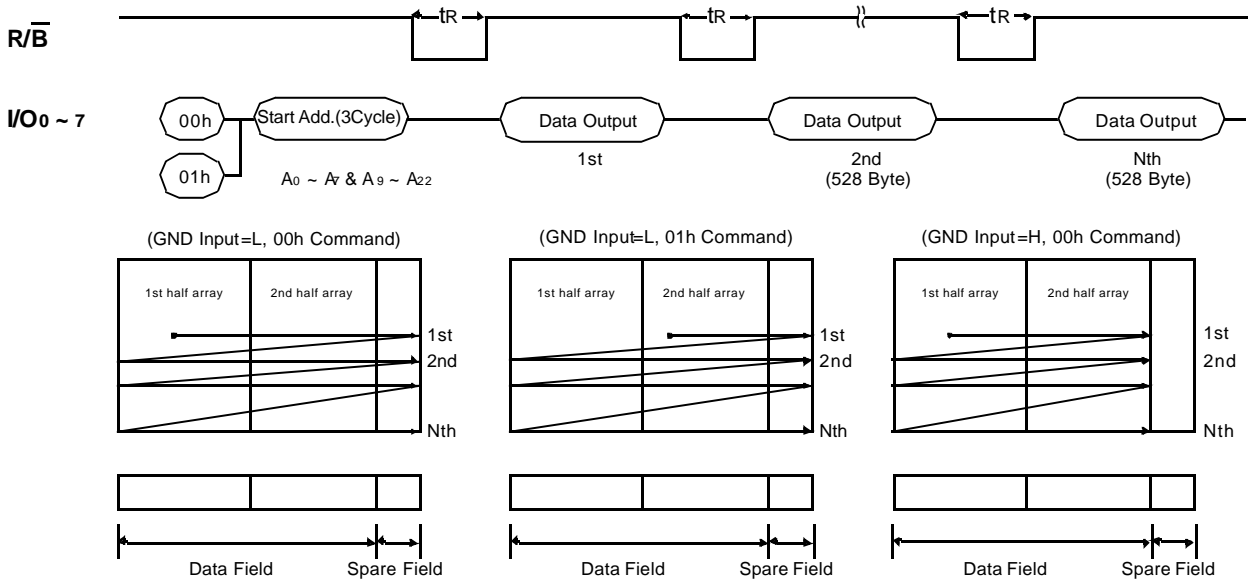 tR tR tR
R/B
I/O0 ~ 7
00h Start Add.(3Cycle) Data Output Data Output Data Output
01h
A0 ~ A7 & A9 ~ A22
1st 2nd Nth
(528 Byte) (528 Byte)
(GND Input=L, 00h Command) (GND Input=L, 01h Command) (GND Input=H, 00h Command)
1st half array 2nd half array 1st half array 2nd half array 1st half array 2nd half array
1st 1st 1st
2nd 2nd 2nd
Nth Nth Nth
Data Field Spare Field Data Field Spare Field Data Field Spare Field